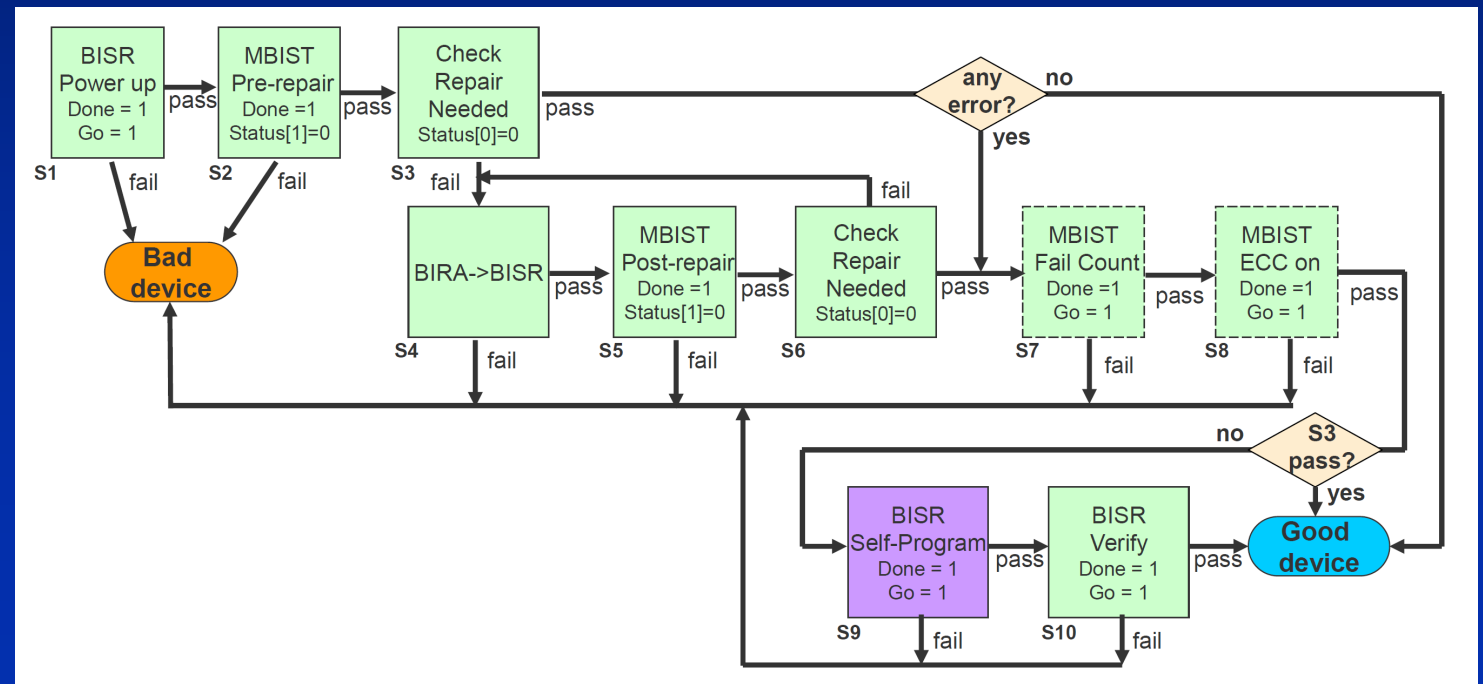 BISR
Power up
Done = 1
Go = 1
S1
pass
fail
MBIST
Pre-repair
Done =1
Status[1]=0
S2
pass
fail
Check
Repair
Needed
Status[0]=0
S3
pass
fail
any
error?
no
yes
Bad
device
BIRA->BISR
S4
pass
fail
MBIST
Post-repair
Done =1
Status[1]=0
S5
pass
fail
Check
Repair
Needed
Status[0]=0
S6
fail
pass
MBIST
Fail Count
Done =1
Go = 1
S7
pass
fail
MBIST
ECC on
Done =1
Go = 1
S8
pass
fail
S3
pass?
no
yes
BISR
Self-Program
Done = 1
Go = 1
S9
pass
fail
BISR
Verify
Done = 1
Go = 1
S10
pass
fail
Good
device